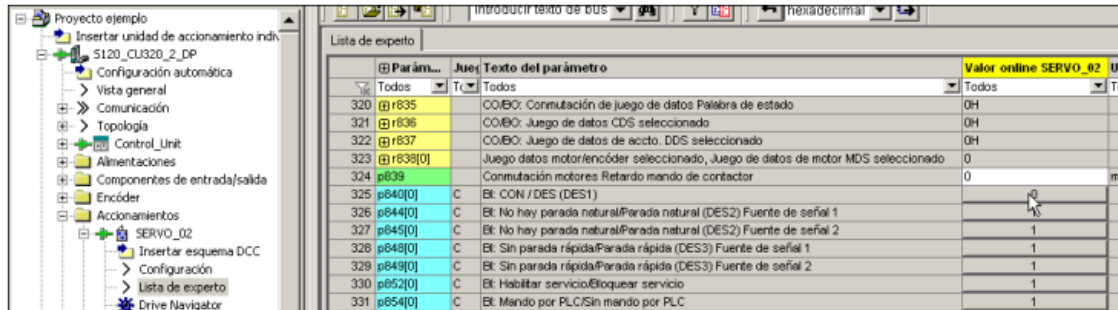 Proyecto ejemplo
Insertar unidad de accionamiento indiv
S120_CU320_2_DP
Configuración automática
Vista general
Comunicación
Topología
Control_Unit
Alimentaciones
Componentes de entrada/salida
Encóder
Accionamientos
SERVO_02
Insertar esquema DCC
Configuración
Lista de experto
Drive Navigator
Introducir texto de bus hexadecimal
Lista de experto
Parám... Jueg Texto del parámetro Valor online SERVO_02 U
Todos Todos Todos
320 r835 CO/BO: Conmutación de juego de datos Palabra de estado 0H
321 r836 CO/BO: Juego de datos CDS seleccionado 0H
322 r837 CO/BO: Juego de datos de accto. DDS seleccionado 0H
323 r838[0] Juego datos motor/encóder seleccionado, Juego de datos de motor MDS seleccionado 0
324 p839 Conmutación motores Retardo mando de contactor 0 m
325 p840[0] C BI: CON / DES (DES1) 0
326 p844[0] C BI: No hay parada natural/Parada natural (DES2) Fuente de señal 1
327 p845[0] C BI: No hay parada natural/Parada natural (DES2) Fuente de señal 2 1
328 p848[0] C BI: Sin parada rápida/Parada rápida (DES3) Fuente de señal 1 1
329 p849[0] C BI: Sin parada rápida/Parada rápida (DES3) Fuente de señal 2 1
330 p852[0] C BI: Habilitar servicio/Bloquear servicio 1
331 p854[0] C BI: Mando por PLC/Sin mando por PLC 1